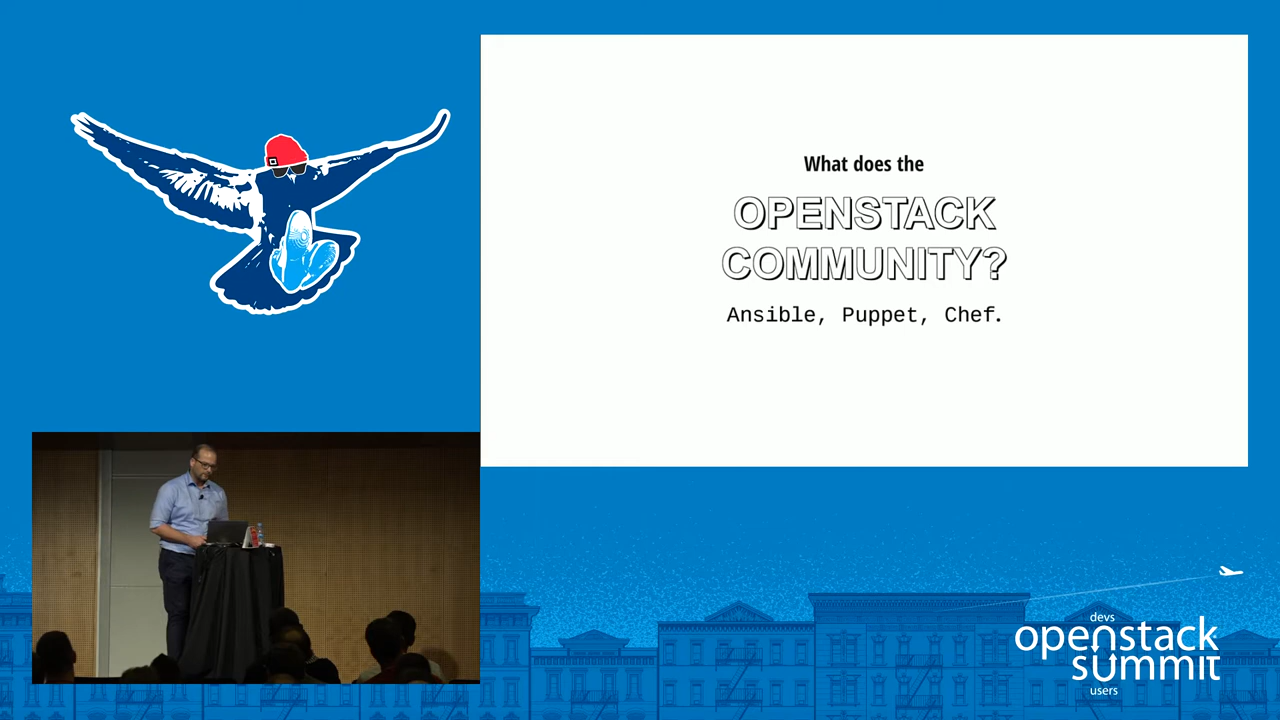 What does the
OPENSTACK
COMMUNITY?
Ansible, Puppet, Chef.
devs
openstack
summit
users